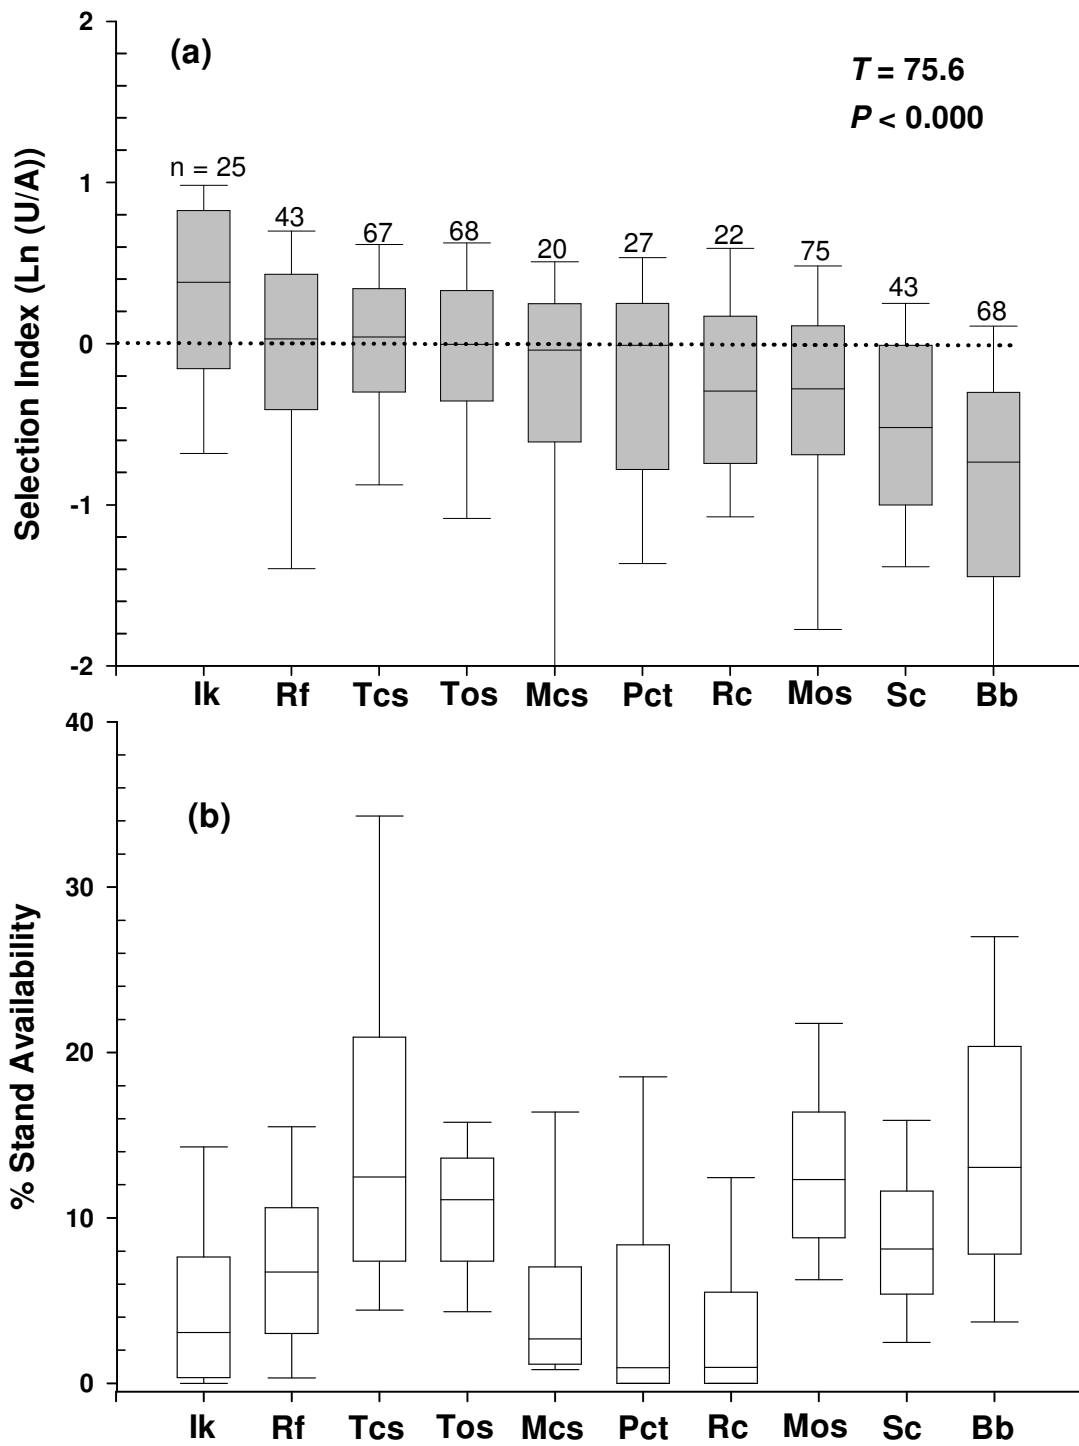 2
(a)
T = 75.6
P < 0.000
Selection Index (Ln (U/A))
n = 25
1
43
67
68
20
27
22
75
43
68
0
-1
-2
Ik Rf Tcs Tos Mcs Pct Rc Mos Sc Bb
40
(b)
30
% Stand Availability
20
10
0
Ik Rf Tcs Tos Mcs Pct Rc Mos Sc Bb